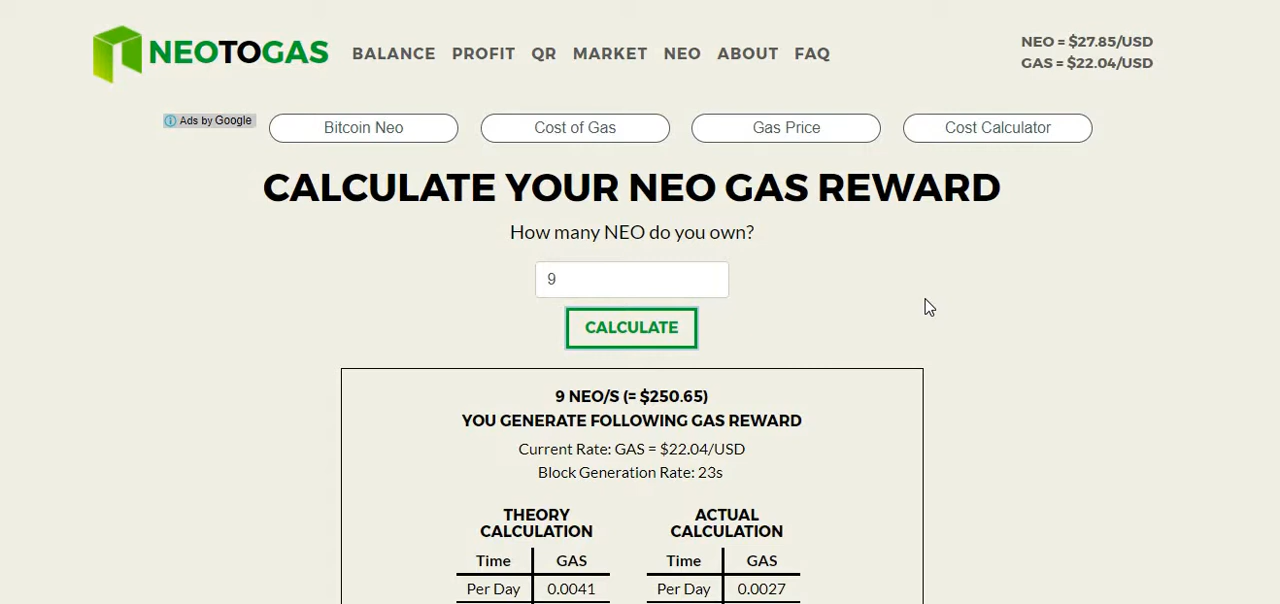 NEOTOGAS BALANCE PROFIT QR MARKET NEO ABOUT FAQ
NEO = $27.85/USD
GAS = $22.04/USD
Ads by Google Bitcoin Neo Cost of Gas Gas Price Cost Calculator
CALCULATE YOUR NEO GAS REWARD
How many NEO do you own?
9
CALCULATE
9 NEO/S (= $250.65)
YOU GENERATE FOLLOWING GAS REWARD
Current Rate: GAS = $22.04/USD
Block Generation Rate: 23s
THEORY CALCULATION
Time GAS
Per Day 0.0041
ACTUAL CALCULATION
Time GAS
Per Day 0.0027